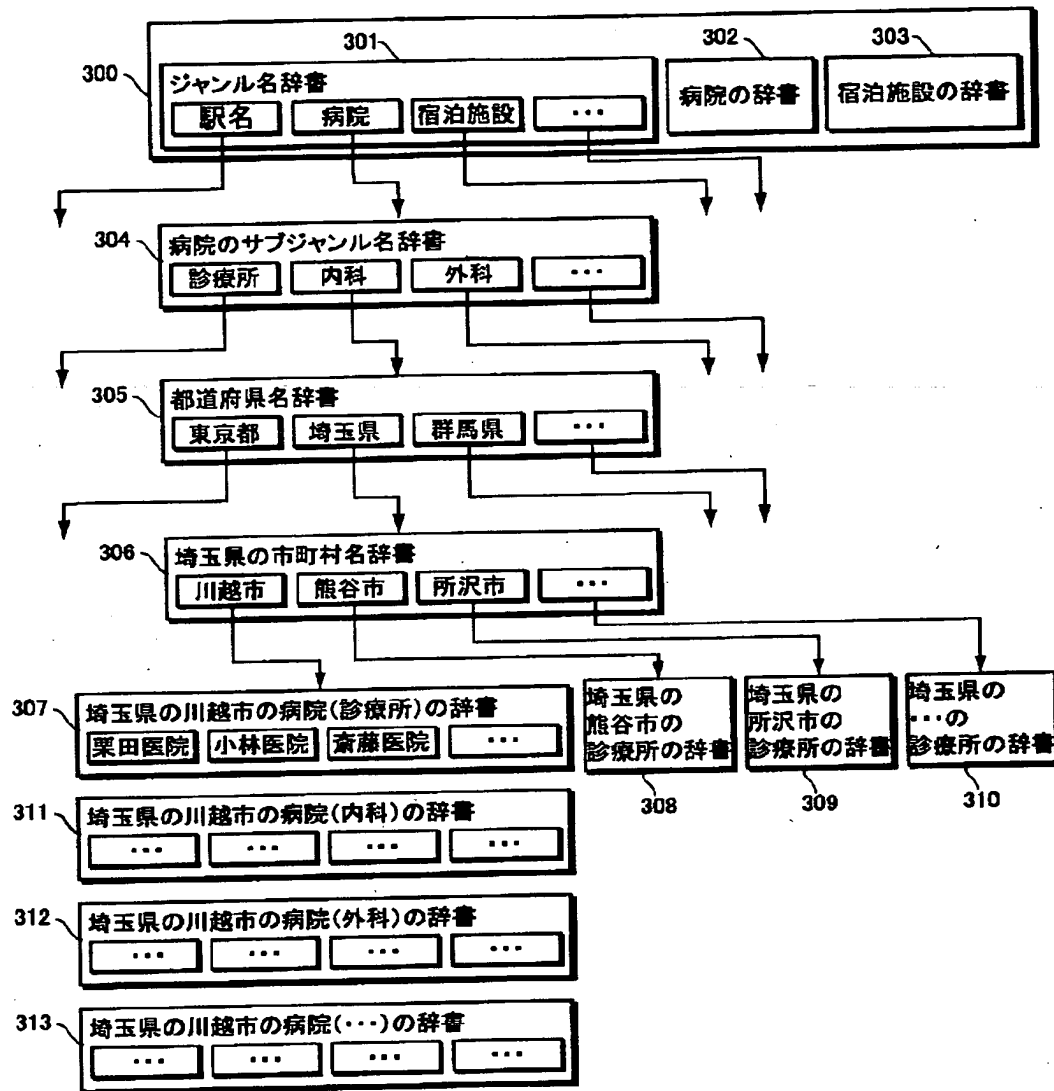 301
302
303
300
ジャンル名辞書
駅名
病院
宿泊施設
・・・
病院の辞書
宿泊施設の辞書
304
病院のサブジャンル名辞書
診療所
内科
外科
・・・
305
都道府県名辞書
東京都
埼玉県
群馬県
・・・
306
埼玉県の市町村名辞書
川越市
熊谷市
所沢市
・・・
307
埼玉県の川越市の病院(診療所)の辞書
栗田医院
小林医院
斎藤医院
・・・
埼玉県の
熊谷市の
診療所の辞書
308
埼玉県の
所沢市の
診療所の辞書
309
埼玉県の
・・・の
診療所の辞書
310
311
埼玉県の川越市の病院(内科)の辞書
・・・
・・・
・・・
・・・
312
埼玉県の川越市の病院(外科)の辞書
・・・
・・・
・・・
・・・
313
埼玉県の川越市の病院(・・・)の辞書
・・・
・・・
・・・
・・・